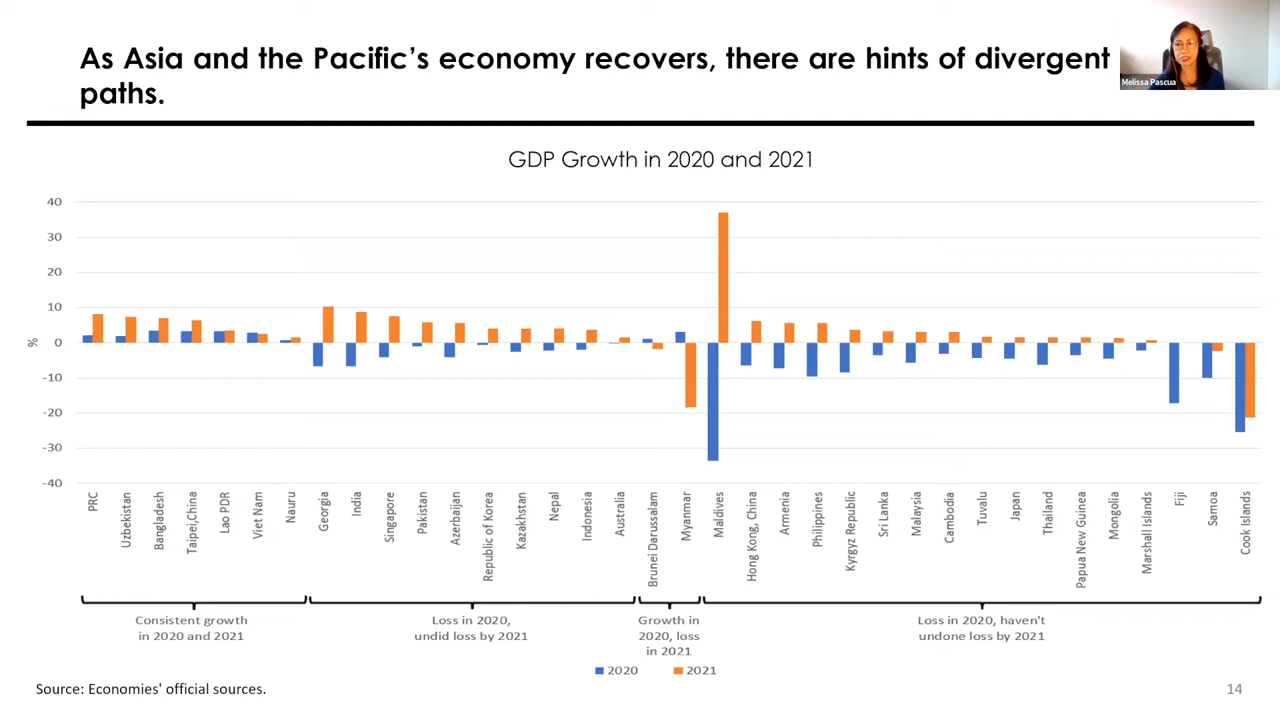 As Asia and the Pacific’s economy recovers, there are hints of divergent
paths.
Melissa Pascua
GDP Growth in 2020 and 2021
40
30
20
10
0
-10
-20
-30
-40
%
PRC
Uzbekistan
Bangladesh
Taipei,China
Lao PDR
Viet Nam
Nauru
Georgia
India
Singapore
Pakistan
Azerbaijan
Republic of Korea
Kazakhstan
Nepal
Indonesia
Australia
Brunei Darussalam
Myanmar
Maldives
Hong Kong, China
Armenia
Philippines
Kyrgyz Republic
Sri Lanka
Malaysia
Cambodia
Tuvalu
Japan
Thailand
Papua New Guinea
Mongolia
Marshall Islands
Fiji
Samoa
Cook Islands
Consistent growth
in 2020 and 2021
Loss in 2020,
undid loss by 2021
Growth in
2020, loss
in 2021
Loss in 2020, haven't
undone loss by 2021
2020
2021
Source: Economies' official sources.
14